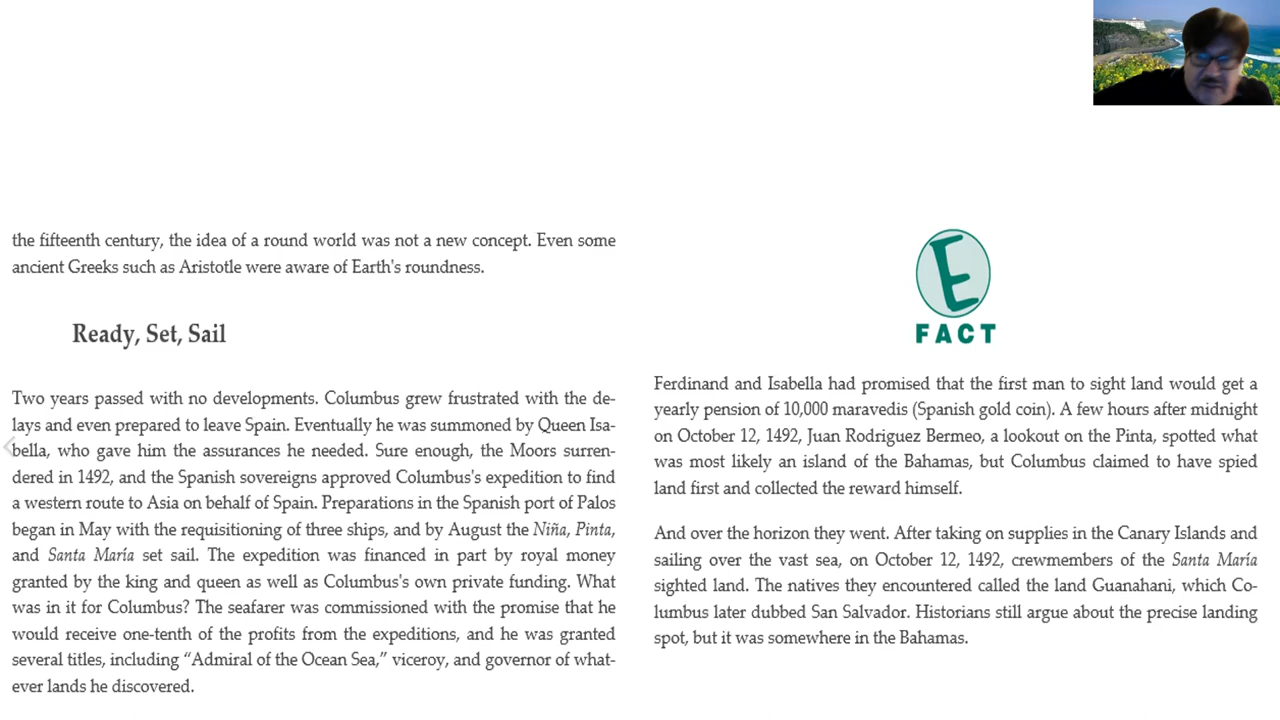 the fifteenth century, the idea of a round world was not a new concept. Even some
ancient Greeks such as Aristotle were aware of Earth's roundness.
Ready, Set, Sail
Two years passed with no developments. Columbus grew frustrated with the de-
lays and even prepared to leave Spain. Eventually he was summoned by Queen Isa-
bella, who gave him the assurances he needed. Sure enough, the Moors surren-
dered in 1492, and the Spanish sovereigns approved Columbus's expedition to find
a western route to Asia on behalf of Spain. Preparations in the Spanish port of Palos
began in May with the requisitioning of three ships, and by August the Niña, Pinta,
and Santa María set sail. The expedition was financed in part by royal money
granted by the king and queen as well as Columbus's own private funding. What
was in it for Columbus? The seafarer was commissioned with the promise that he
would receive one-tenth of the profits from the expeditions, and he was granted
several titles, including “Admiral of the Ocean Sea,” viceroy, and governor of what-
ever lands he discovered.
E
FACT
Ferdinand and Isabella had promised that the first man to sight land would get a
yearly pension of 10,000 maravedis (Spanish gold coin). A few hours after midnight
on October 12, 1492, Juan Rodriguez Bermeo, a lookout on the Pinta, spotted what
was most likely an island of the Bahamas, but Columbus claimed to have spied
land first and collected the reward himself.
And over the horizon they went. After taking on supplies in the Canary Islands and
sailing over the vast sea, on October 12, 1492, crewmembers of the Santa María
sighted land. The natives they encountered called the land Guanahani, which Co-
lumbus later dubbed San Salvador. Historians still argue about the precise landing
spot, but it was somewhere in the Bahamas.